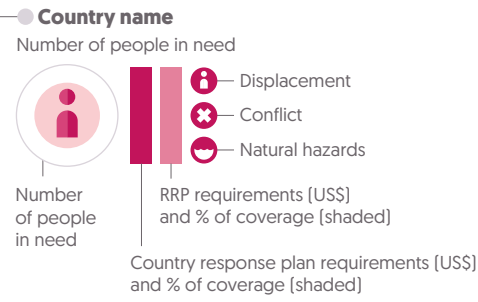 Country name
Number of people in need
Displacement
Conflict
Natural hazards
Number
of people
in need
RRP requirements (US$)
and % of coverage (shaded)
Country response plan requirements (US$)
and % of coverage (shaded)